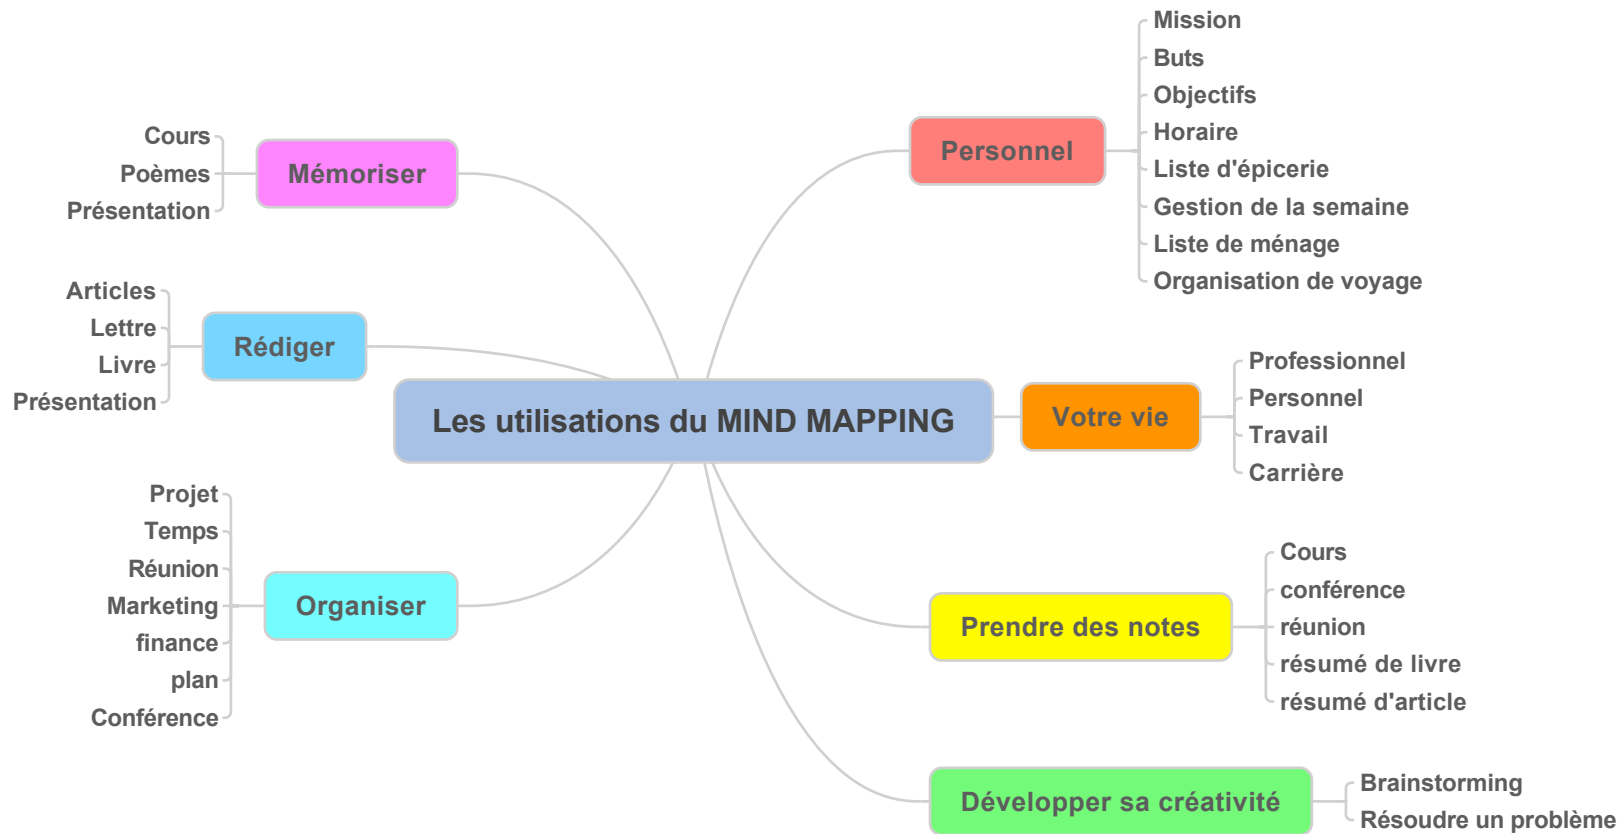 Les utilisations du MIND MAPPING
Personnel
Mission
Buts
Objectifs
Horaire
Liste d'épicerie
Gestion de la semaine
Liste de ménage
Organisation de voyage
Votre vie
Professionnel
Personnel
Travail
Carrière
Prendre des notes
Cours
conférence
réunion
résumé de livre
résumé d'article
Développer sa créativité
Brainstorming
Résoudre un problème
Mémoriser
Cours
Poèmes
Présentation
Rédiger
Articles
Lettre
Livre
Présentation
Organiser
Projet
Temps
Réunion
Marketing
finance
plan
Conférence